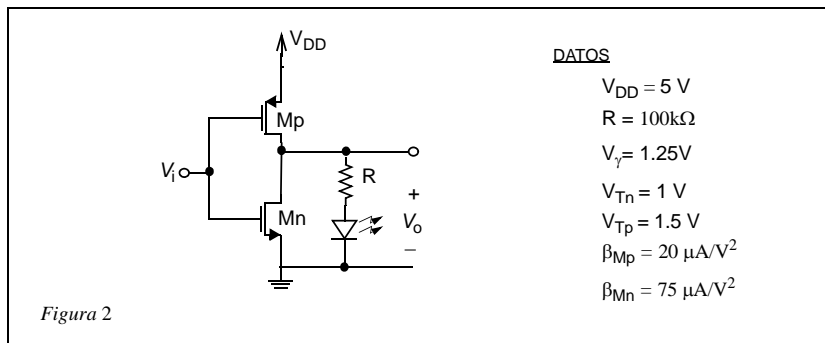 V_DD
Mp
V_i
R
Mn
+
V_o
−
Figura 2
DATOS
V_DD = 5 V
R = 100kΩ
V_γ= 1.25V
V_Tn = 1 V
V_Tp = 1.5 V
β_Mp = 20 μA/V²
β_Mn = 75 μA/V²